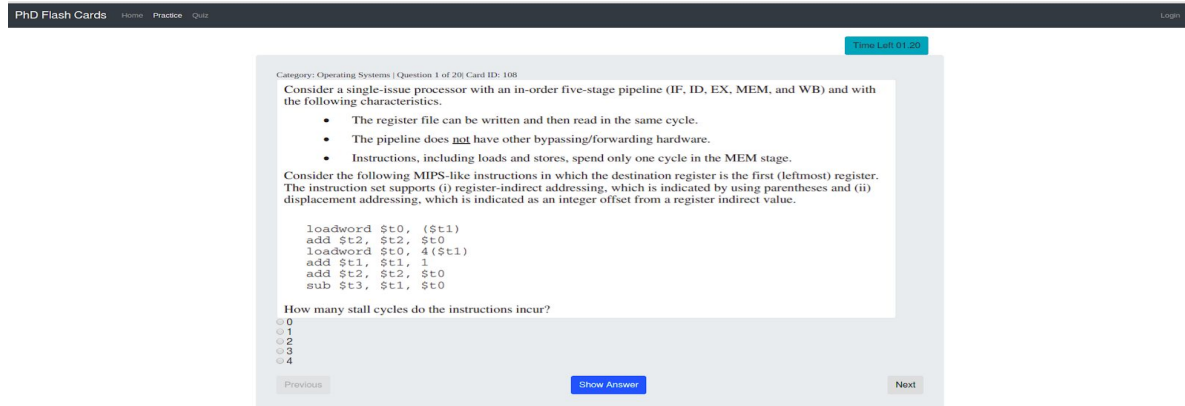 PhD Flash Cards Home Practice Quiz Login
Time Left 01.20
Category: Operating Systems | Question 1 of 20| Card ID: 108
Consider a single-issue processor with an in-order five-stage pipeline (IF, ID, EX, MEM, and WB) and with
the following characteristics.
• The register file can be written and then read in the same cycle.
• The pipeline does not have other bypassing/forwarding hardware.
• Instructions, including loads and stores, spend only one cycle in the MEM stage.
Consider the following MIPS-like instructions in which the destination register is the first (leftmost) register.
The instruction set supports (i) register-indirect addressing, which is indicated by using parentheses and (ii)
displacement addressing, which is indicated as an integer offset from a register indirect value.
loadword $t0, ($t1)
add $t2, $t2, $t0
loadword $t0, 4($t1)
add $t1, $t1, 1
add $t2, $t2, $t0
sub $t3, $t1, $t0
How many stall cycles do the instructions incur?
0
1
2
3
4
Previous Show Answer Next